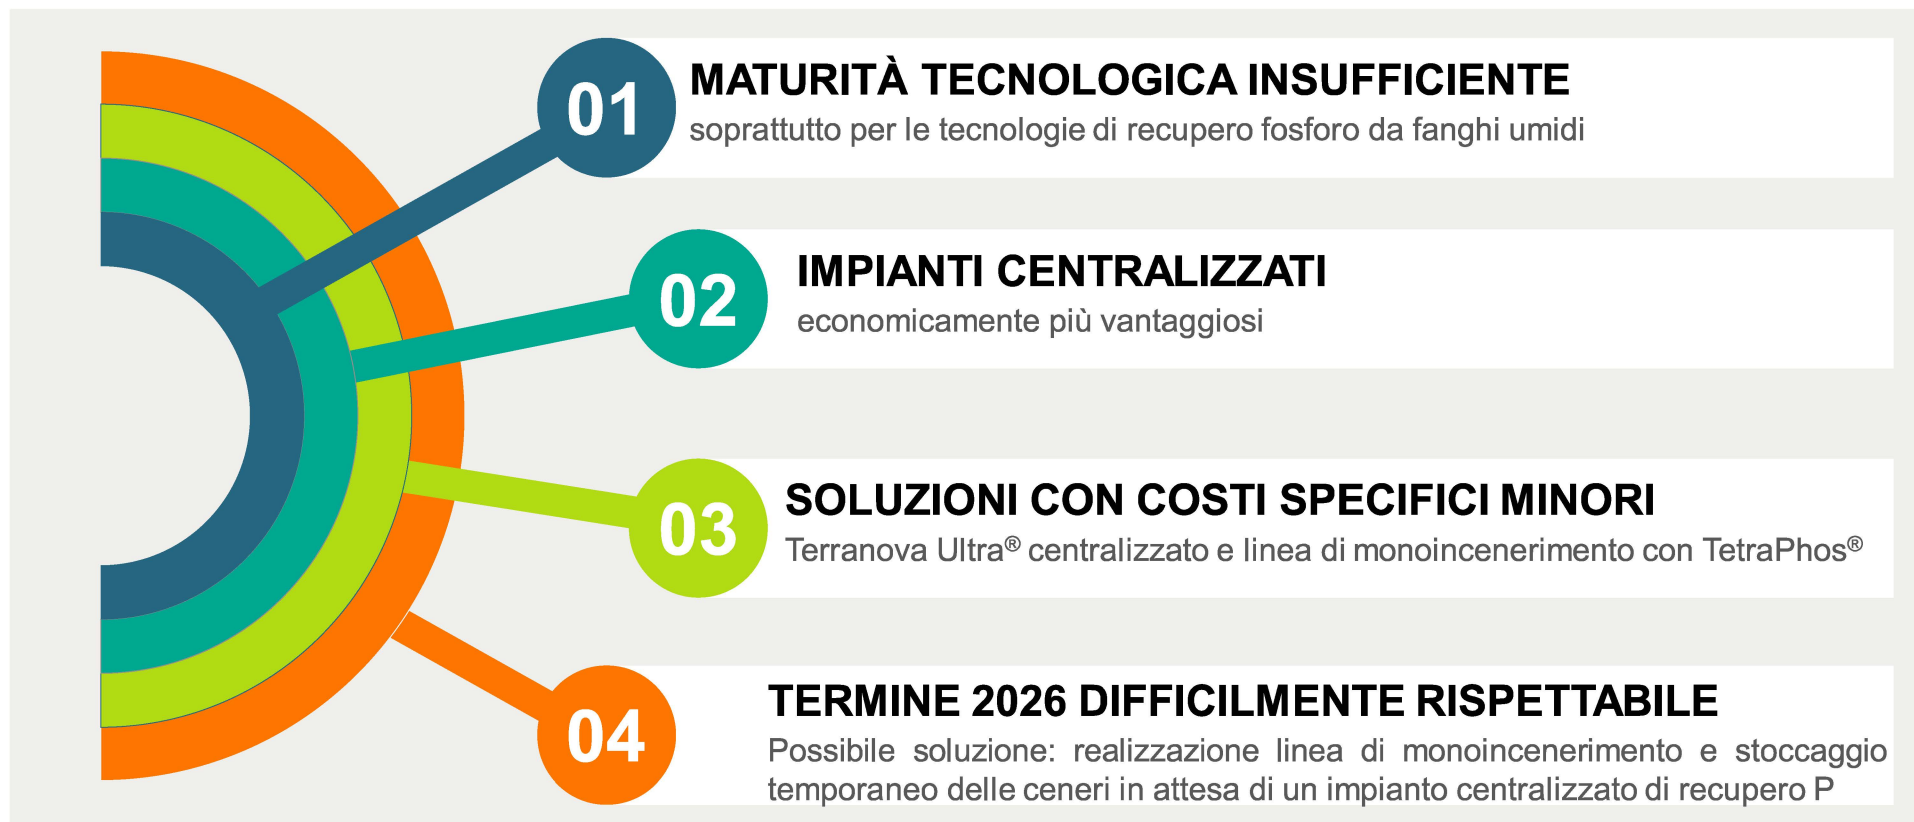 01
MATURITÀ TECNOLOGICA INSUFFICIENTE
soprattutto per le tecnologie di recupero fosforo da fanghi umidi
02
IMPIANTI CENTRALIZZATI
economicamente più vantaggiosi
03
SOLUZIONI CON COSTI SPECIFICI MINORI
Terranova Ultra® centralizzato e linea di monoincenerimento con TetraPhos®
04
TERMINE 2026 DIFFICILMENTE RISPETTABILE
Possibile soluzione: realizzazione linea di monoincenerimento e stoccaggio
temporaneo delle ceneri in attesa di un impianto centralizzato di recupero P